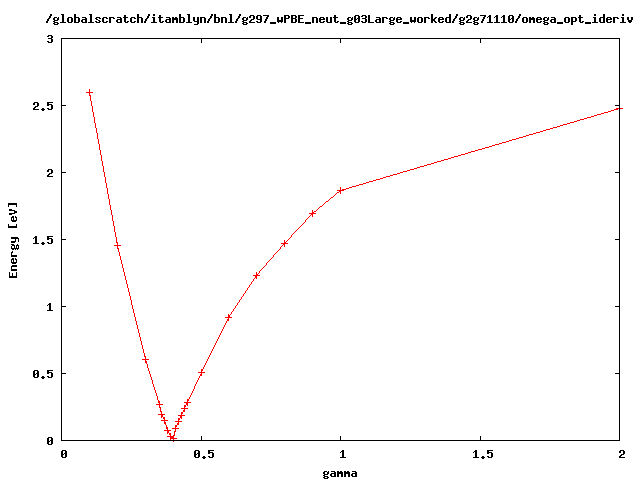 /globalscratch/itamblyn/bnl/g297_wPBE_neut_g03Large_worked/g2g71110/omega_opt_ideriv
3
2.5
2
1.5
1
0.5
0
Energy [eV]
0 0.5 1 1.5 2
gamma